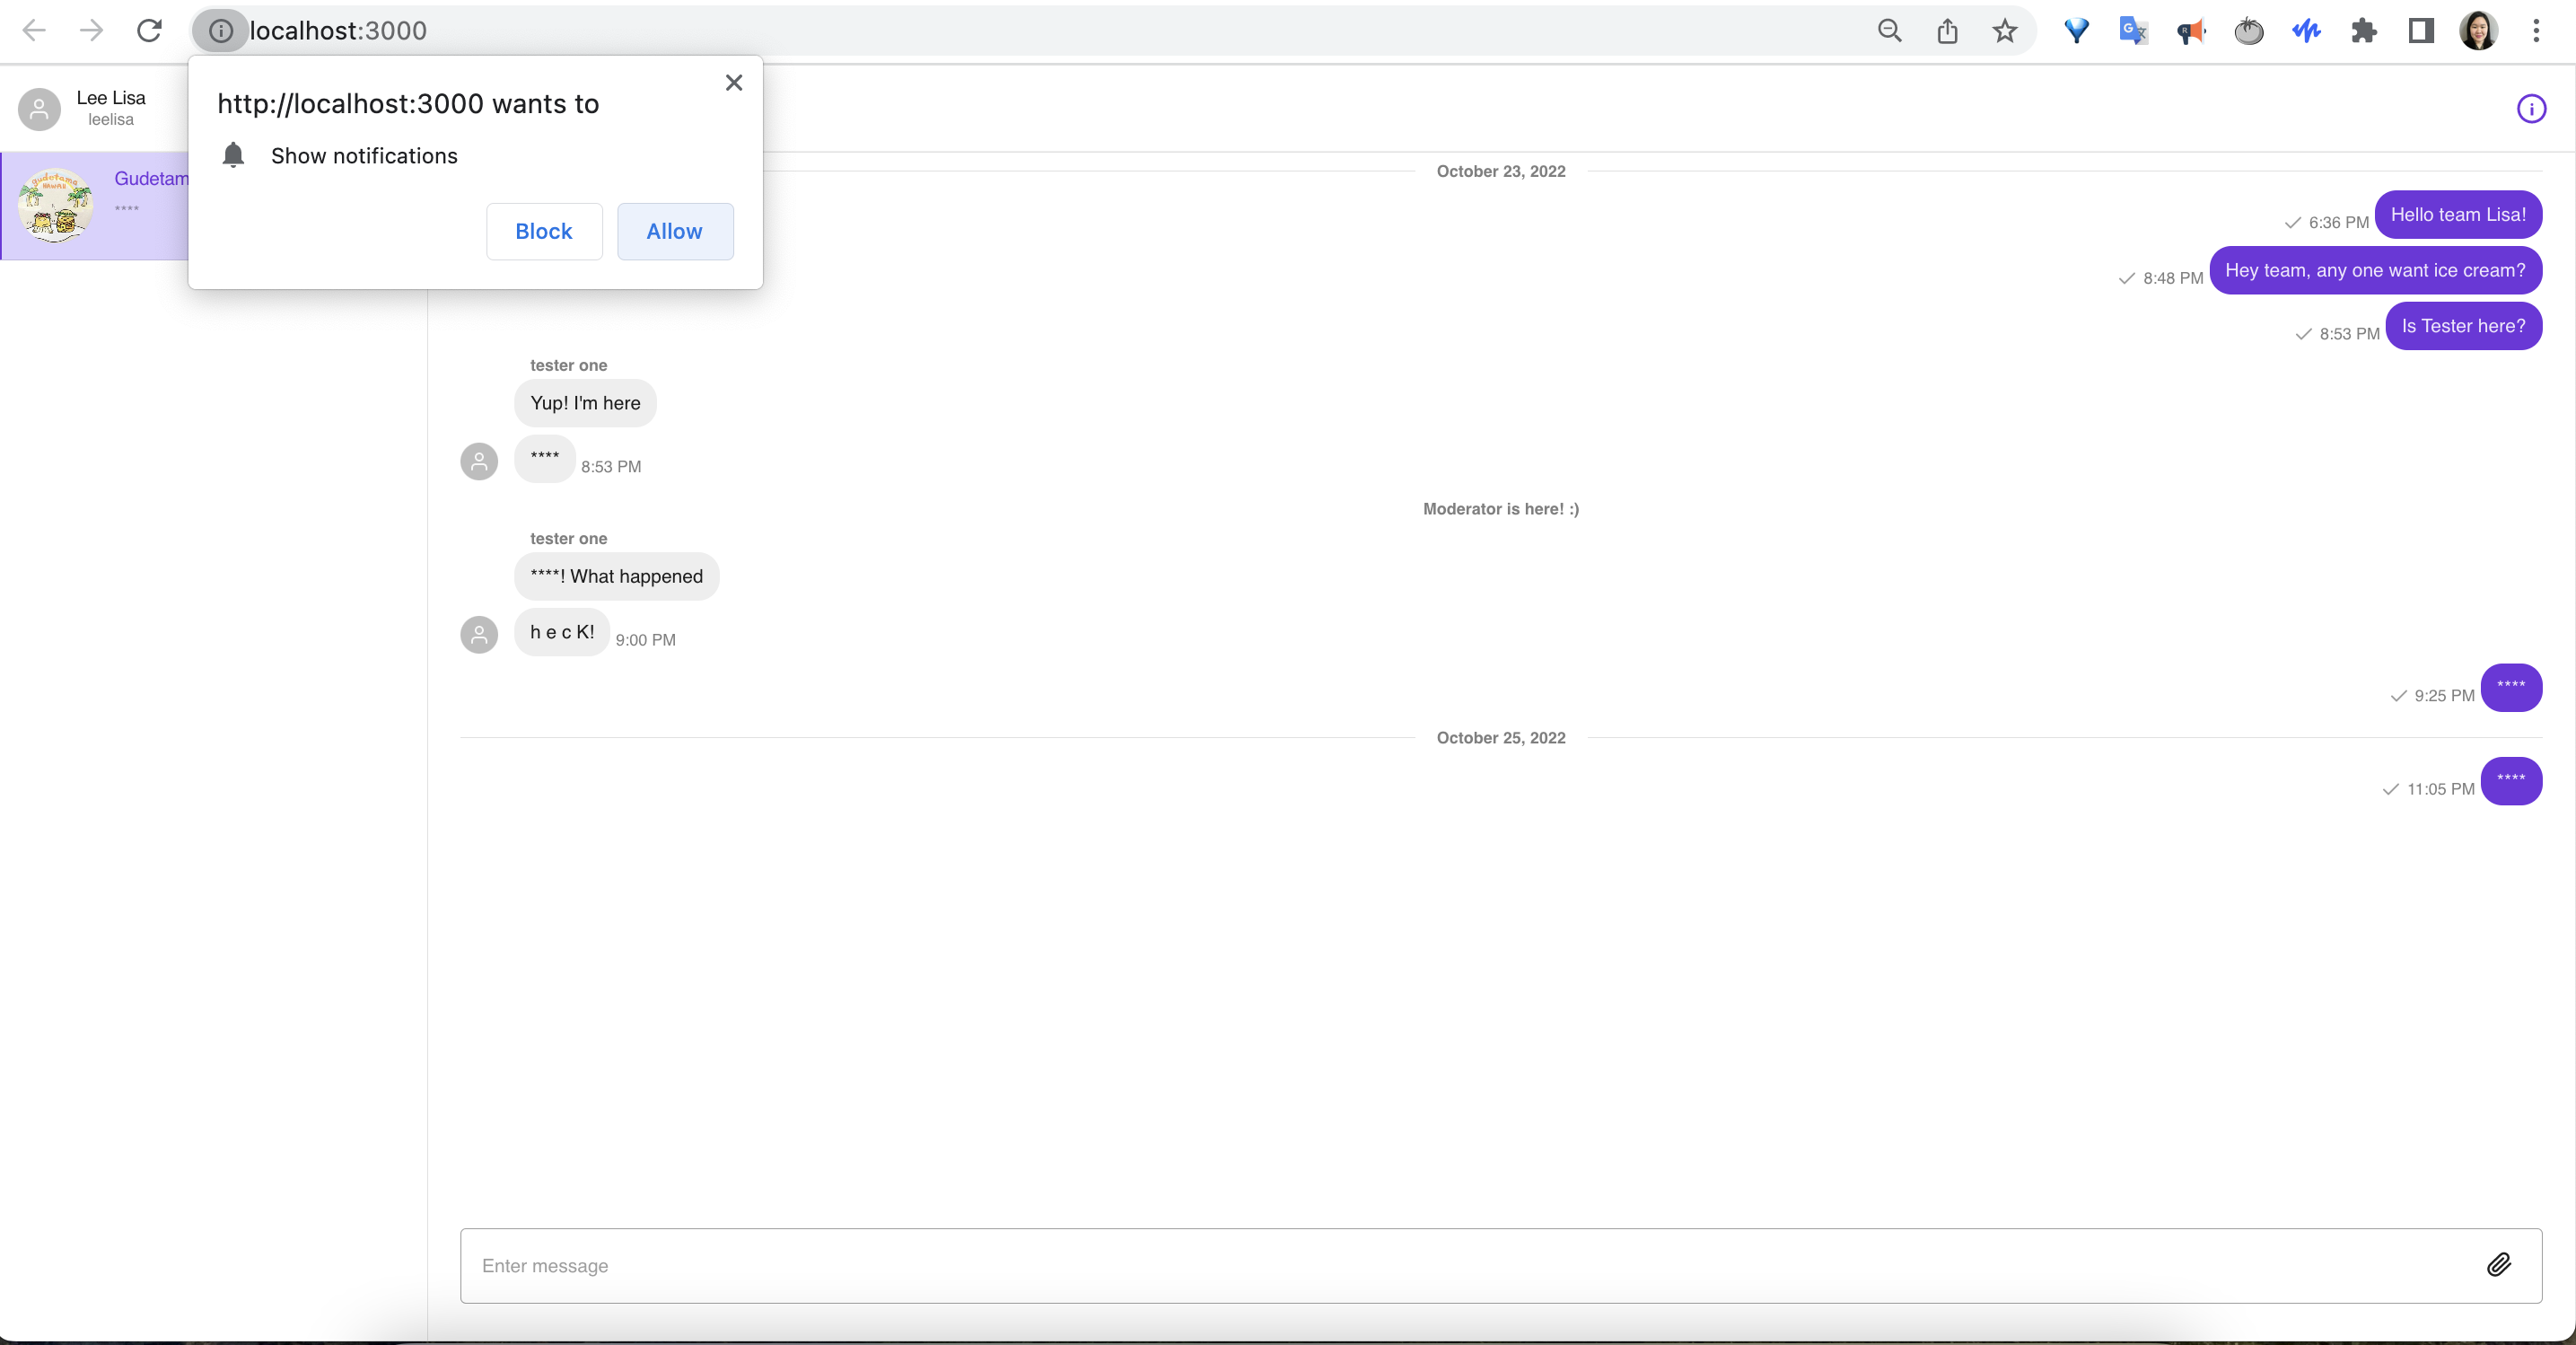 localhost:3000
http://localhost:3000 wants to
Show notifications
Block
Allow
Lee Lisa
leelisa
gudetama
HAWAII
Gudetam
****
October 23, 2022
6:36 PM Hello team Lisa!
8:48 PM Hey team, any one want ice cream?
8:53 PM Is Tester here?
tester one
Yup! I'm here
**** 8:53 PM
Moderator is here! :)
tester one
****! What happened
h e c K! 9:00 PM
9:25 PM ****
October 25, 2022
11:05 PM ****
Enter message